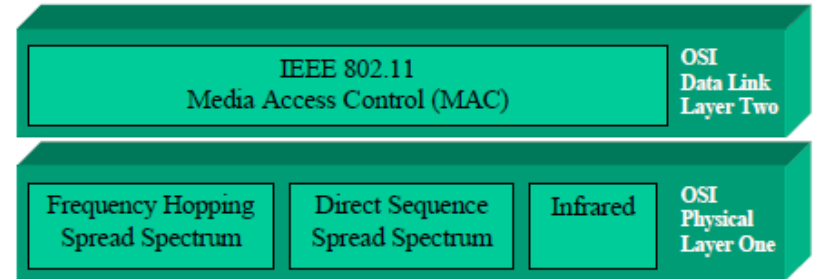 IEEE 802.11
Media Access Control (MAC)
OSI
Data Link
Layer Two
Frequency Hopping
Spread Spectrum
Direct Sequence
Spread Spectrum
Infrared
OSI
Physical
Layer One